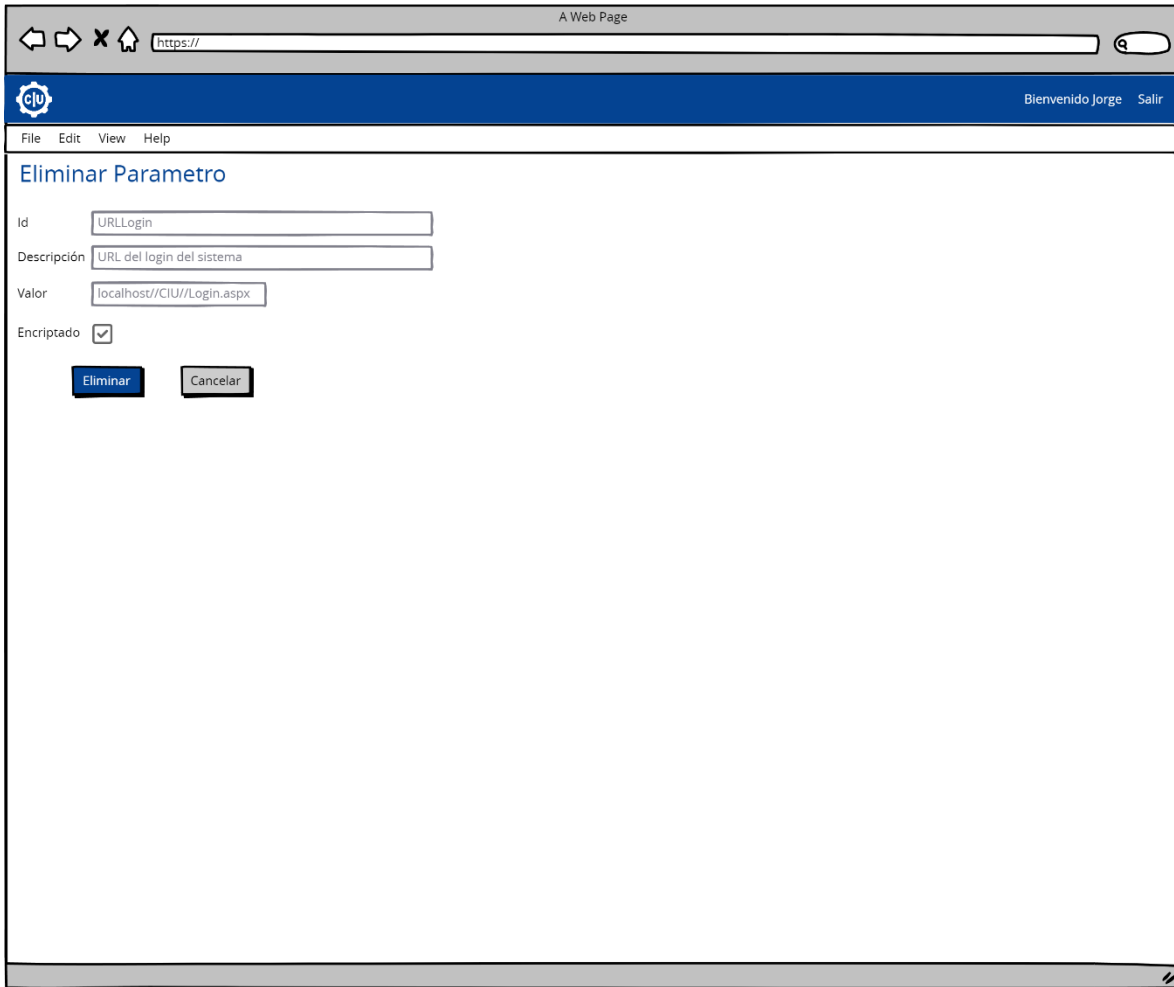 A Web Page
https://
CIU
Bienvenido Jorge Salir
File Edit View Help
Eliminar Parametro
Id URLLogin
Descripción URL del login del sistema
Valor localhost//CIU//Login.aspx
Encriptado
Eliminar Cancelar